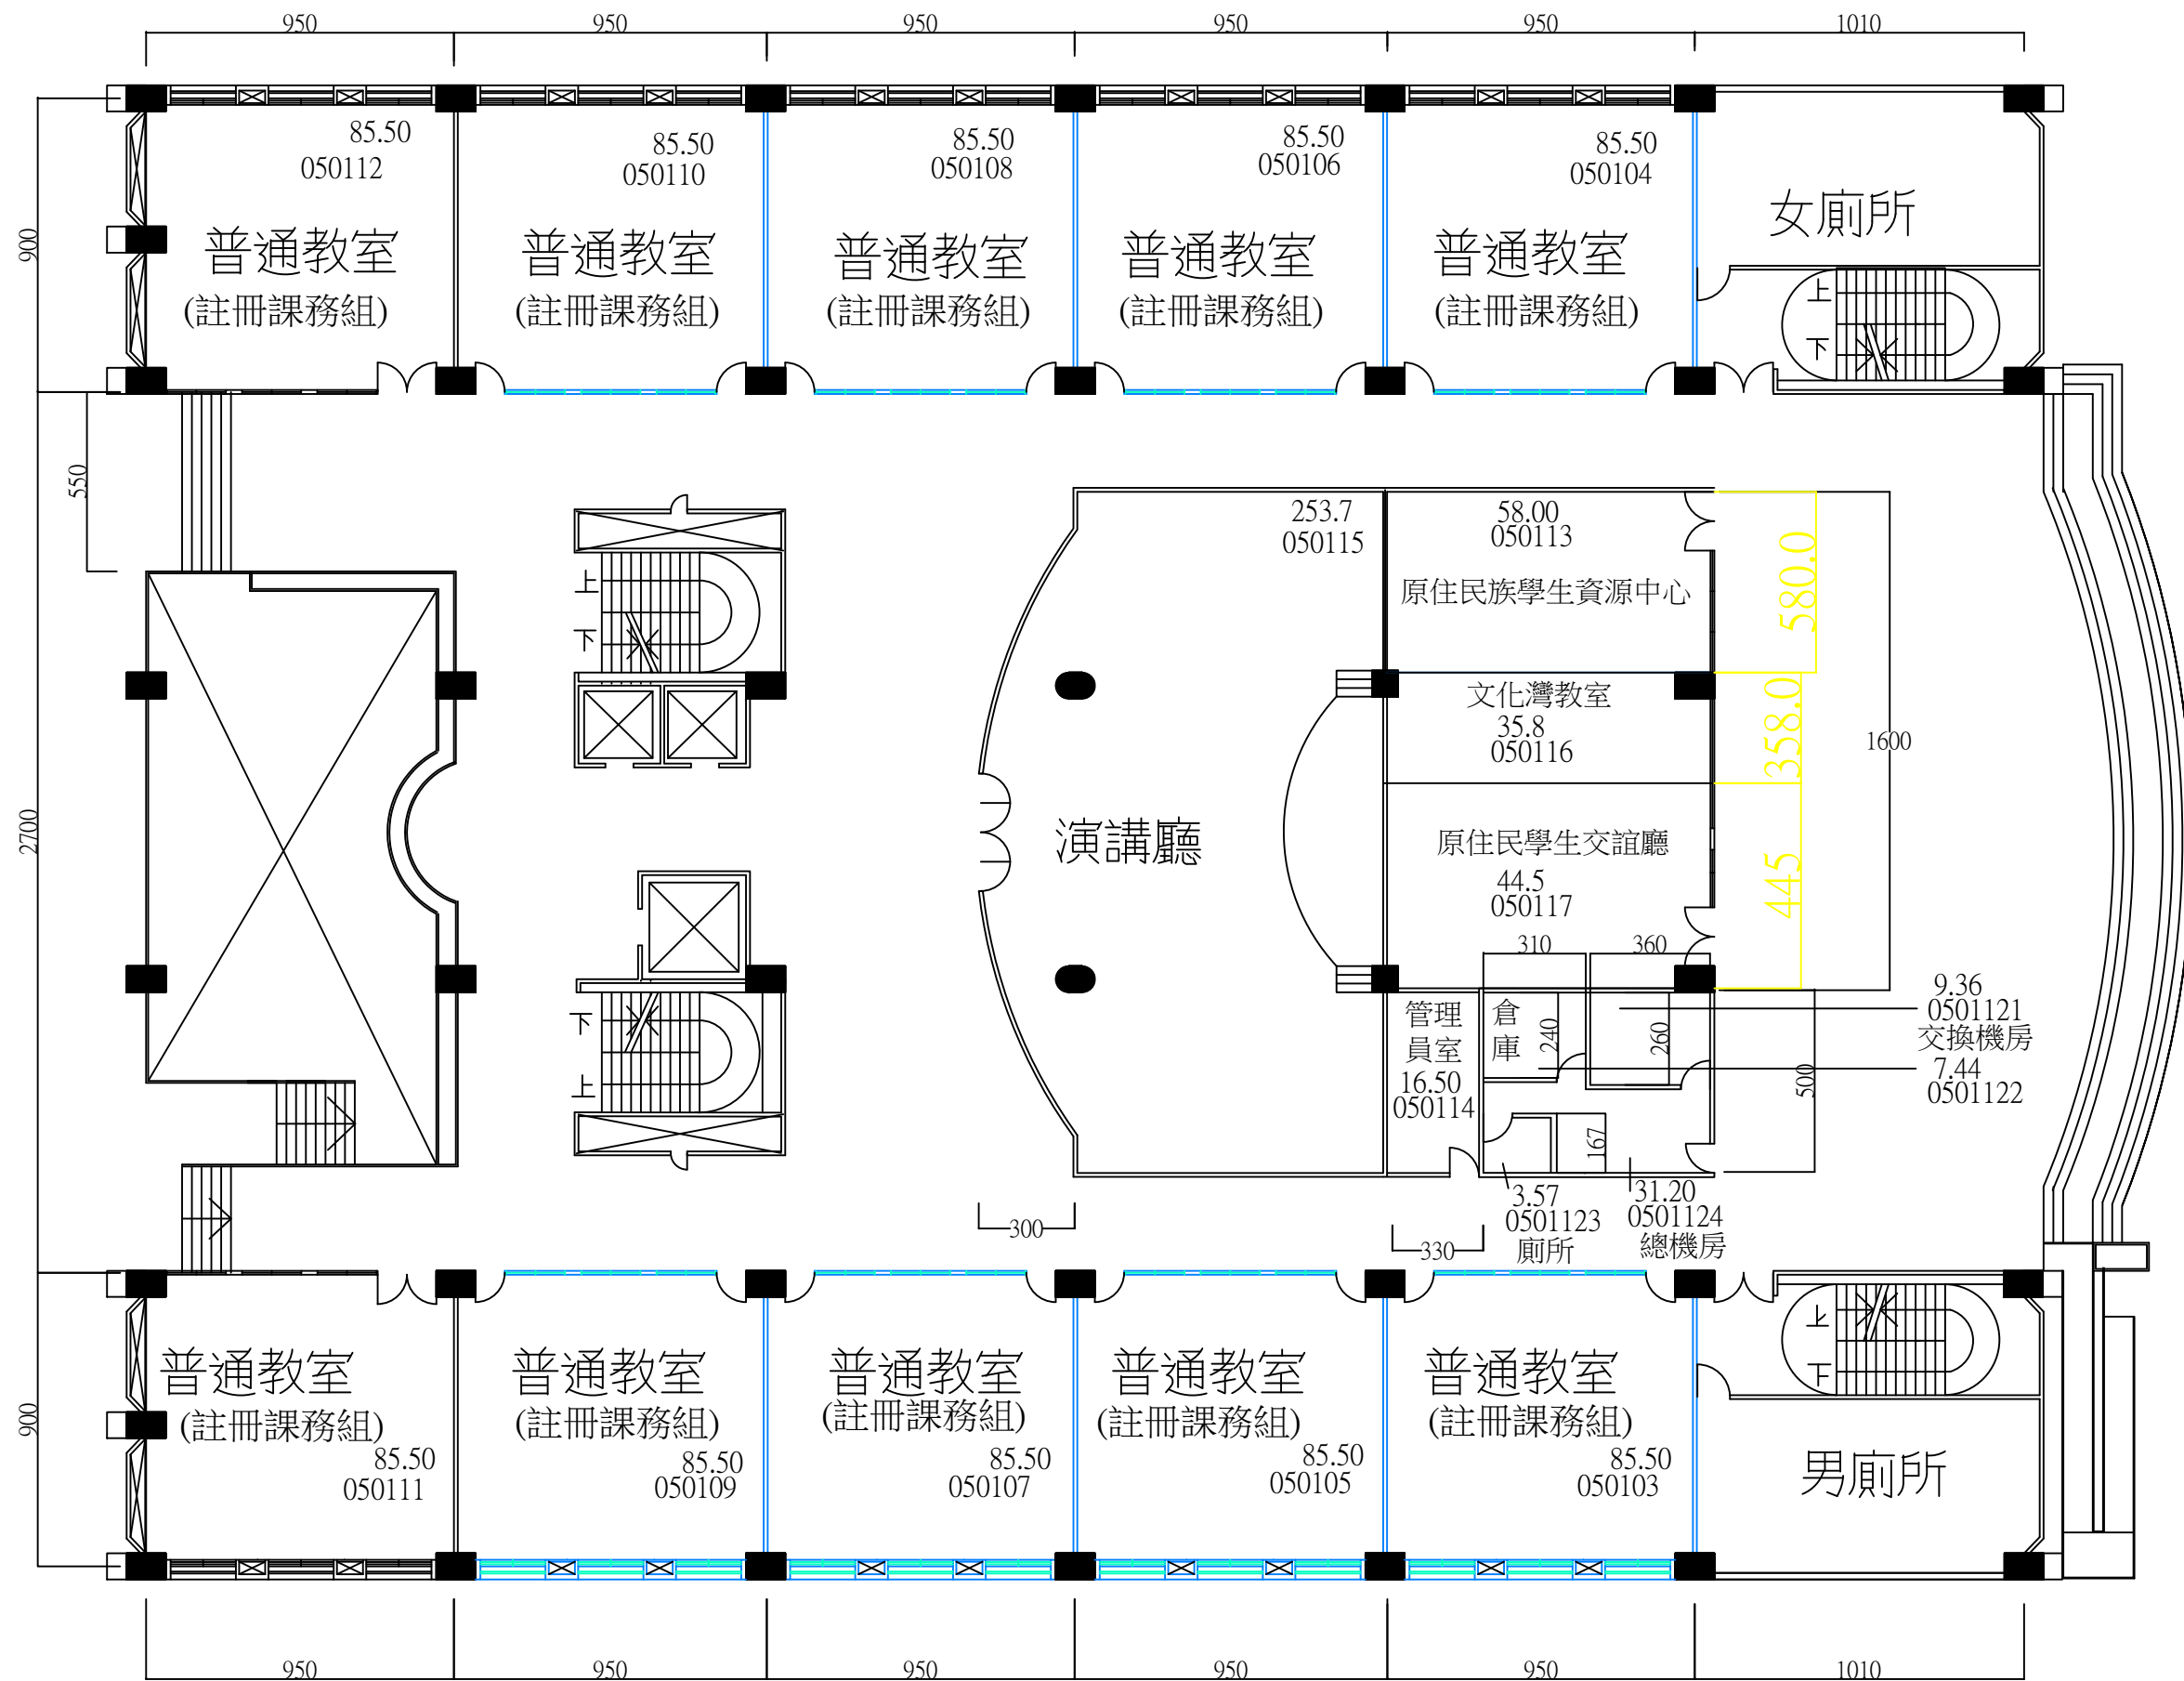 950
950
950
950
950
1010
900
550
2700
900
85.50
050112
普通教室
(註冊課務組)
85.50
050110
普通教室
(註冊課務組)
85.50
050108
普通教室
(註冊課務組)
85.50
050106
普通教室
(註冊課務組)
85.50
050104
普通教室
(註冊課務組)
女廁所
上
下
上
下
253.7
050115
演講廳
58.00
050113
原住民族學生資源中心
580.0
文化灣教室
35.8
050116
358.0
1600
原住民學生交誼廳
44.5
050117
445
310
360
下
上
管理
員室
16.50
050114
倉
庫
240
260
167
500
9.36
0501121
交換機房
7.44
0501122
3.57
0501123
廁所
31.20
0501124
總機房
300
330
普通教室
(註冊課務組)
85.50
050111
普通教室
(註冊課務組)
85.50
050109
普通教室
(註冊課務組)
85.50
050107
普通教室
(註冊課務組)
85.50
050105
普通教室
(註冊課務組)
85.50
050103
上
下
男廁所
950
950
950
950
950
1010